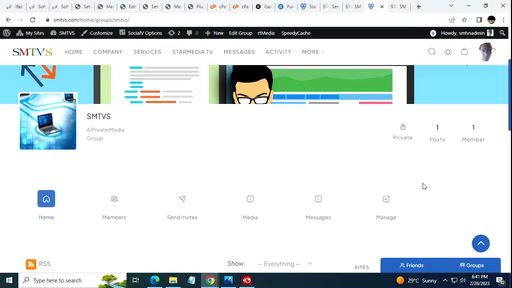 smtvs.com/home/groups/smtvs/
My Sites SMTVS Customize SocialV Options 2 New Edit Group rtMedia SpeedyCache Howdy, smtvsadmin
SMTVS HOME COMPANY SERVICES STARMEDIA TV MESSAGES ACTIVITY MORE
SMTVS
A Private Media
Group
Private
1
Posts
1
Member
Home Members Send Invites Media Messages Manage
RSS Show: -- Everything -- SITES
Friends Groups
Type here to search
29°C Sunny
6:41 PM
2/26/2023